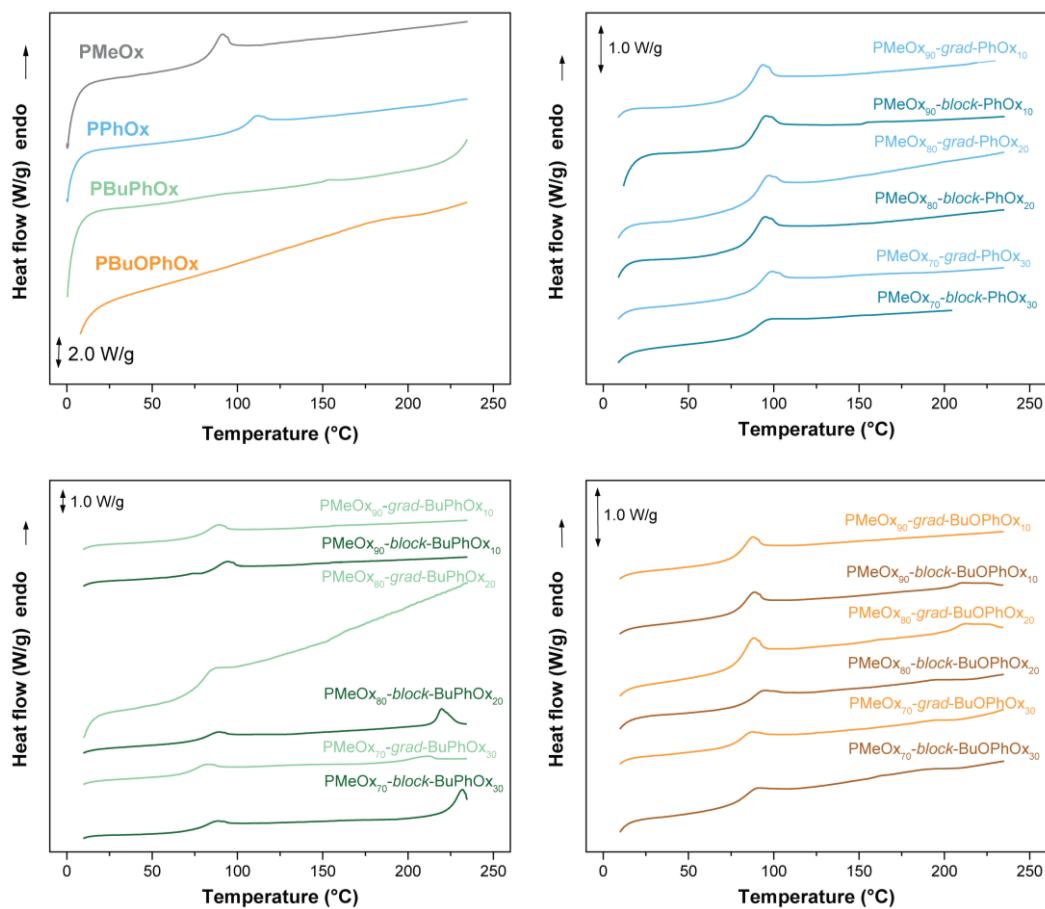 PMeOx
PPhOx
PBuPhOx
PBuOPhOx
2.0 W/g
Heat flow (W/g) endo
0 50 100 150 200 250
Temperature (°C)
1.0 W/g
PMeOx90-grad-PhOx10
PMeOx90-block-PhOx10
PMeOx80-grad-PhOx20
PMeOx80-block-PhOx20
PMeOx70-grad-PhOx30
PMeOx70-block-PhOx30
Heat flow (W/g) endo
0 50 100 150 200 250
Temperature (°C)
1.0 W/g
PMeOx90-grad-BuPhOx10
PMeOx90-block-BuPhOx10
PMeOx80-grad-BuPhOx20
PMeOx80-block-BuPhOx20
PMeOx70-grad-BuPhOx30
PMeOx70-block-BuPhOx30
Heat flow (W/g) endo
0 50 100 150 200 250
Temperature (°C)
1.0 W/g
PMeOx90-grad-BuOPhOx10
PMeOx90-block-BuOPhOx10
PMeOx80-grad-BuOPhOx20
PMeOx80-block-BuOPhOx20
PMeOx70-grad-BuOPhOx30
PMeOx70-block-BuOPhOx30
Heat flow (W/g) endo
0 50 100 150 200 250
Temperature (°C)